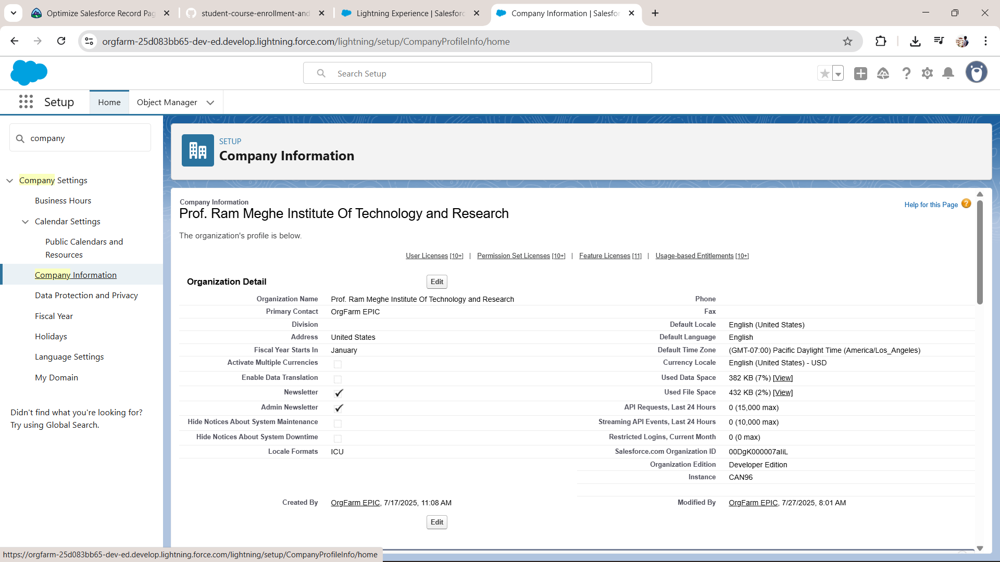 Optimize Salesforce Record Pag
student-course-enrollment-and
Lightning Experience | Salesforc
Company Information | Salesfor
orgfarm-25d083bb65-dev-ed.develop.lightning.force.com/lightning/setup/CompanyProfileInfo/home
Search Setup
Setup
Home
Object Manager
company
Company Settings
Business Hours
Calendar Settings
Public Calendars and
Resources
Company Information
Data Protection and Privacy
Fiscal Year
Holidays
Language Settings
My Domain
Didn't find what you're looking for?
Try using Global Search.
SETUP
Company Information
Company Information
Prof. Ram Meghe Institute Of Technology and Research
Help for this Page
The organization's profile is below.
User Licenses [10+] | Permission Set Licenses [10+] | Feature Licenses [11] | Usage-based Entitlements [10+]
Organization Detail Edit
Organization Name Prof. Ram Meghe Institute Of Technology and Research Phone
Primary Contact OrgFarm EPIC Fax
Division Default Locale English (United States)
Address United States Default Language English
Fiscal Year Starts In January Default Time Zone (GMT-07:00) Pacific Daylight Time (America/Los_Angeles)
Activate Multiple Currencies Currency Locale English (United States) - USD
Enable Data Translation Used Data Space 382 KB (7%) [View]
Newsletter Used File Space 432 KB (2%) [View]
Admin Newsletter API Requests, Last 24 Hours 0 (15,000 max)
Hide Notices About System Maintenance Streaming API Events, Last 24 Hours 0 (10,000 max)
Hide Notices About System Downtime Restricted Logins, Current Month 0 (0 max)
Locale Formats ICU Salesforce.com Organization ID 00DgK000007aIiL
Organization Edition Developer Edition
Instance CAN96
Created By OrgFarm EPIC, 7/17/2025, 11:08 AM Modified By OrgFarm EPIC, 7/27/2025, 8:01 AM
Edit
https://orgfarm-25d083bb65-dev-ed.develop.lightning.force.com/lightning/setup/CompanyProfileInfo/home